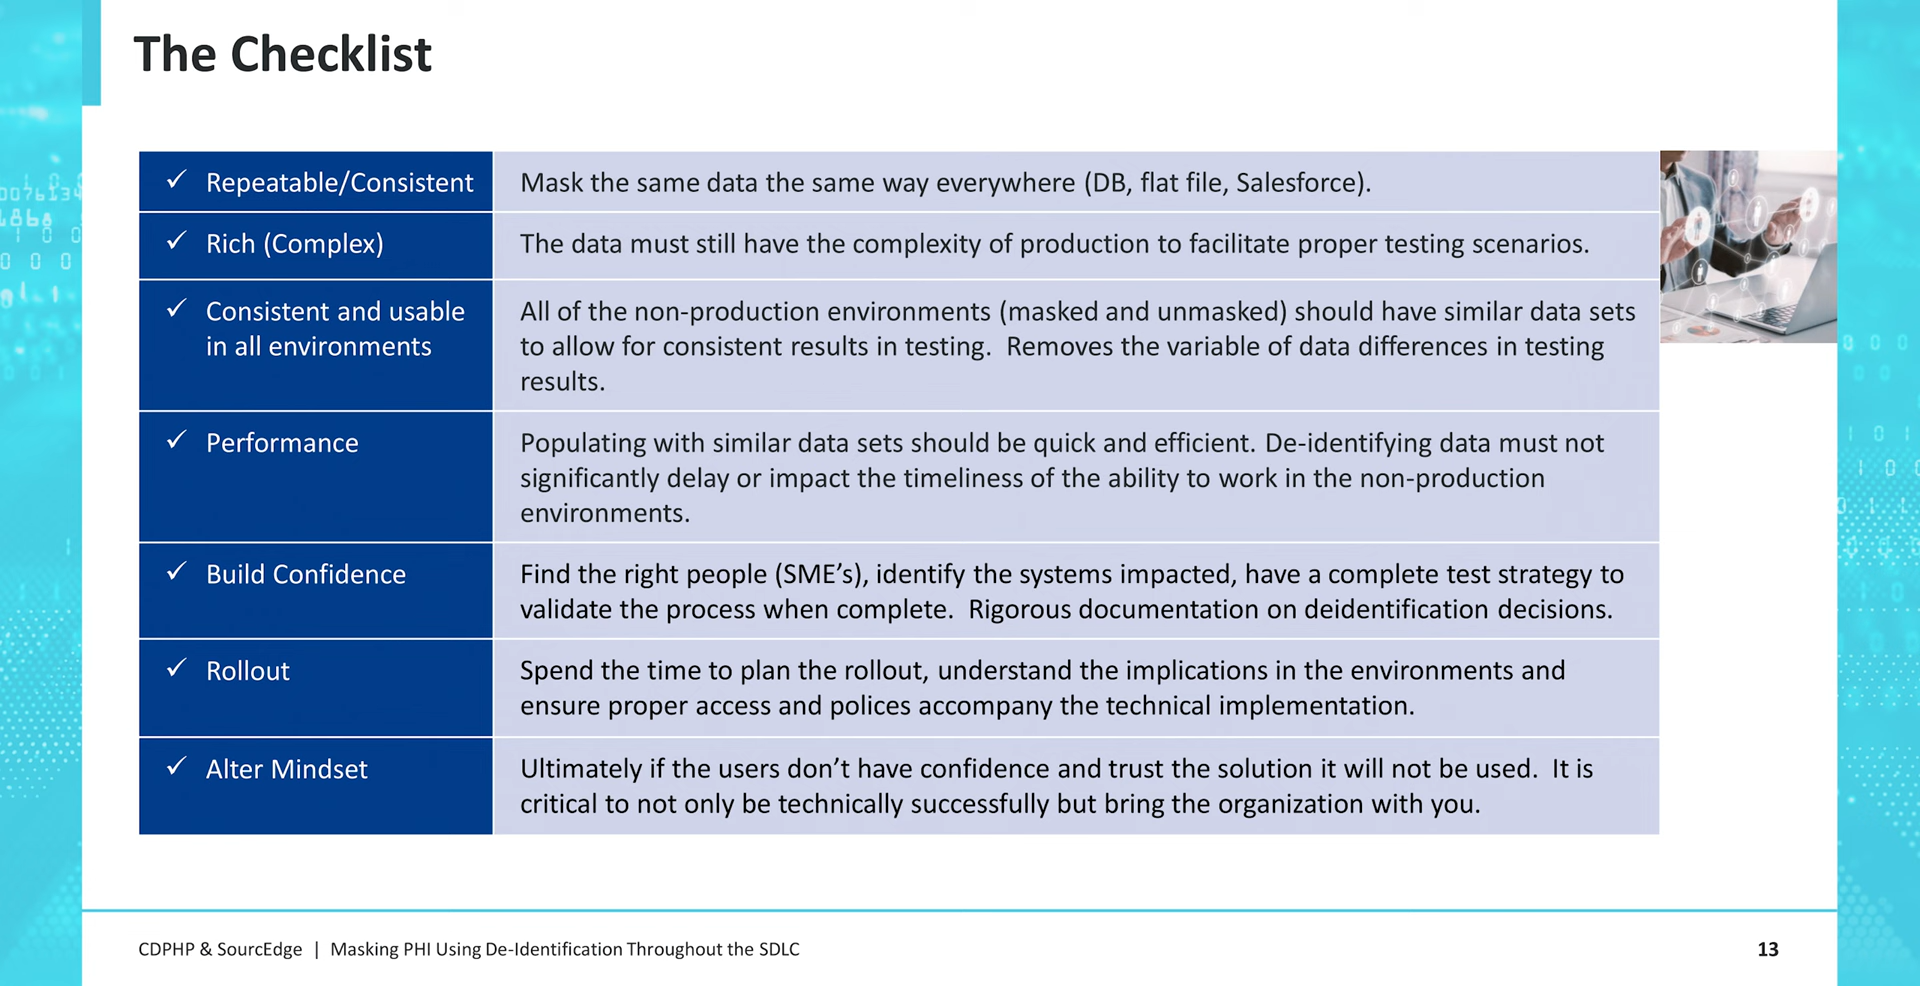 The Checklist
✓ Repeatable/Consistent
Mask the same data the same way everywhere (DB, flat file, Salesforce).
✓ Rich (Complex)
The data must still have the complexity of production to facilitate proper testing scenarios.
✓ Consistent and usable
in all environments
All of the non-production environments (masked and unmasked) should have similar data sets
to allow for consistent results in testing.  Removes the variable of data differences in testing
results.
✓ Performance
Populating with similar data sets should be quick and efficient. De-identifying data must not
significantly delay or impact the timeliness of the ability to work in the non-production
environments.
✓ Build Confidence
Find the right people (SME’s), identify the systems impacted, have a complete test strategy to
validate the process when complete.  Rigorous documentation on deidentification decisions.
✓ Rollout
Spend the time to plan the rollout, understand the implications in the environments and
ensure proper access and polices accompany the technical implementation.
✓ Alter Mindset
Ultimately if the users don’t have confidence and trust the solution it will not be used.  It is
critical to not only be technically successfully but bring the organization with you.
CDPHP & SourcEdge | Masking PHI Using De-Identification Throughout the SDLC
13